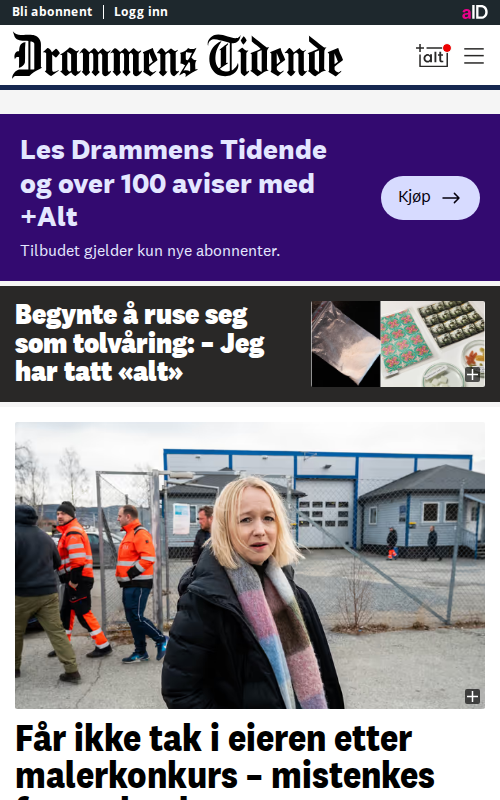 Bli abonnent
Logg inn
aID
Drammens Tidende
+alt
Les Drammens Tidende
og over 100 aviser med
+Alt
Kjøp
Tilbudet gjelder kun nye abonnenter.
Begynte å ruse seg
som tolvåring: – Jeg
har tatt «alt»
Får ikke tak i eieren etter
malerkonkurs – mistenkes